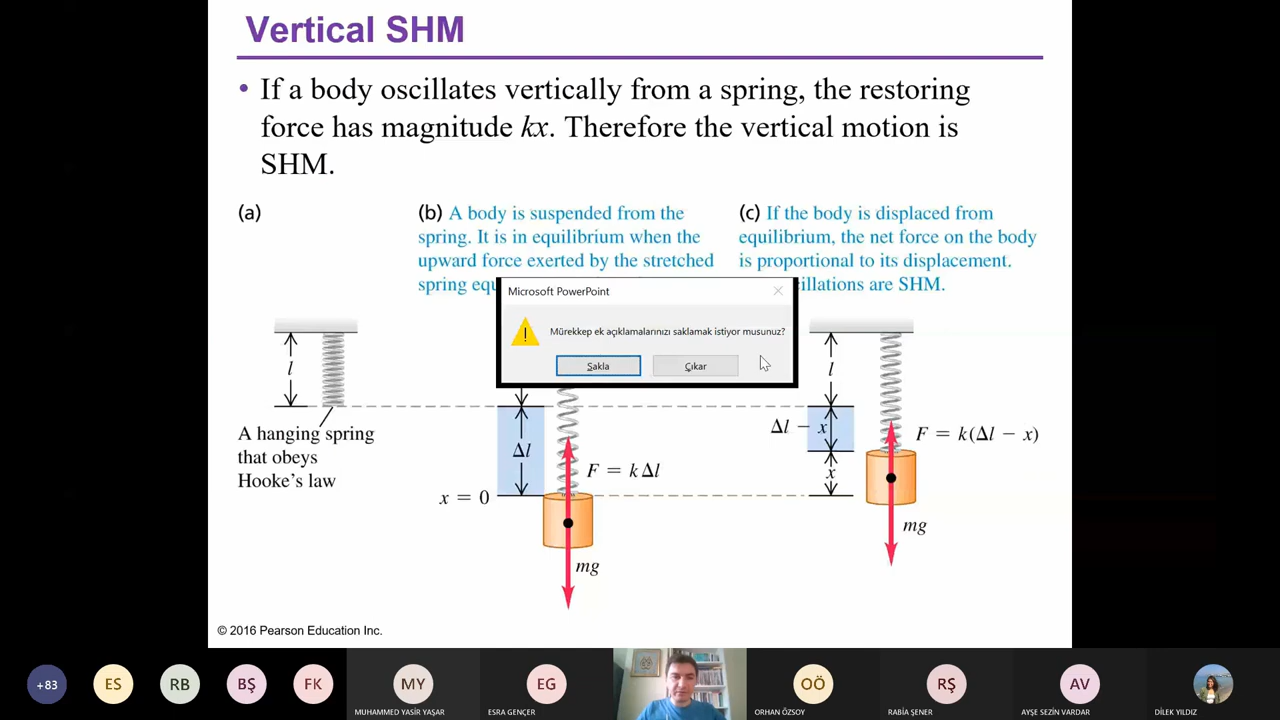 Vertical SHM
• If a body oscillates vertically from a spring, the restoring
force has magnitude kx. Therefore the vertical motion is
SHM.
(a)
(b) A body is suspended from the
spring. It is in equilibrium when the
upward force exerted by the stretched
spring equ
(c) If the body is displaced from
equilibrium, the net force on the body
is proportional to its displacement.
illations are SHM.
Microsoft PowerPoint
Mürekkep ek açıklamalarınızı saklamak istiyor musunuz?
Sakla
Çıkar
l
l
A hanging spring
that obeys
Hooke's law
Δl
F = k Δl
x = 0
mg
Δl − x
x
F = k(Δl − x)
mg
© 2016 Pearson Education Inc.
+83
ES
RB
BŞ
FK
MY
MUHAMMED YASİR YAŞAR
EG
ESRA GENÇER
OÖ
ORHAN ÖZSOY
RŞ
RABİA ŞENER
AV
AYŞE SEZİN VARDAR
DİLEK YILDIZ